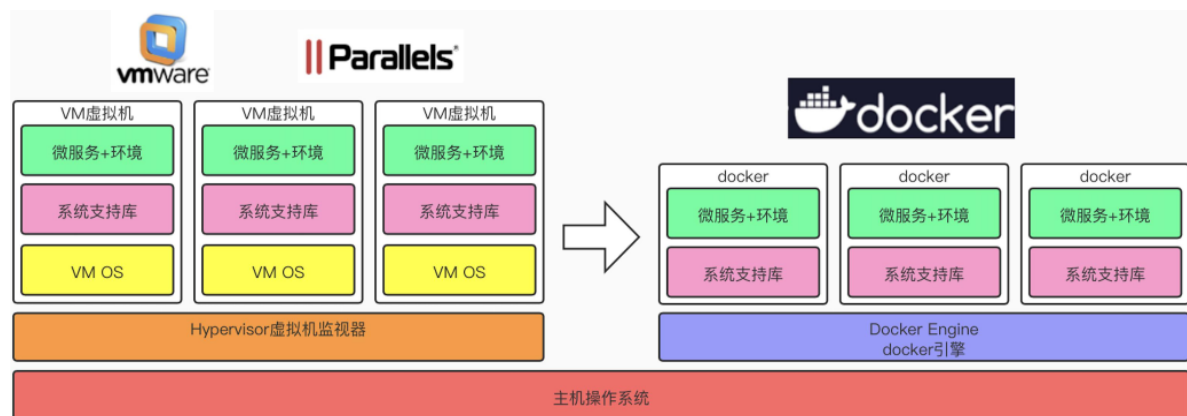 vmware
Parallels
VM虚拟机
微服务+环境
系统支持库
VM OS
VM虚拟机
微服务+环境
系统支持库
VM OS
VM虚拟机
微服务+环境
系统支持库
VM OS
Hypervisor虚拟机监视器
docker
docker
微服务+环境
系统支持库
docker
微服务+环境
系统支持库
docker
微服务+环境
系统支持库
Docker Engine
docker引擎
主机操作系统